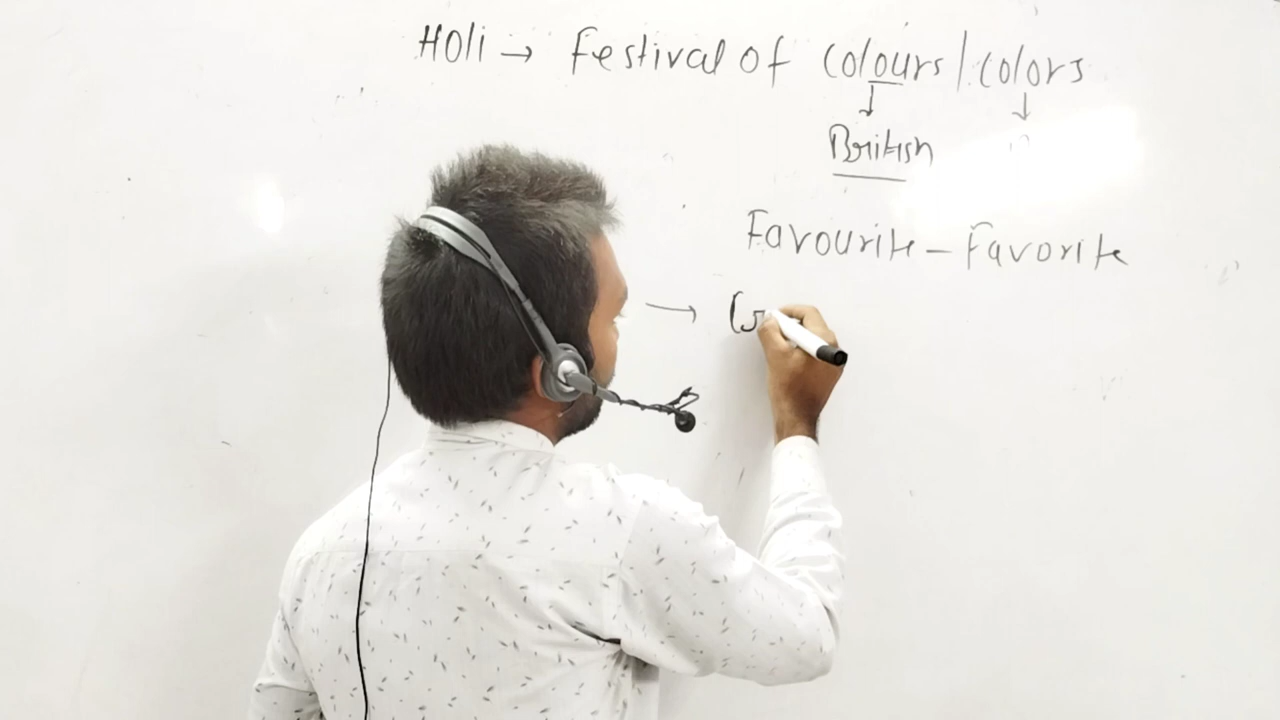 Holi → Festival of Colours / Colors
↓ ↓
British
Favourite - Favorite
→